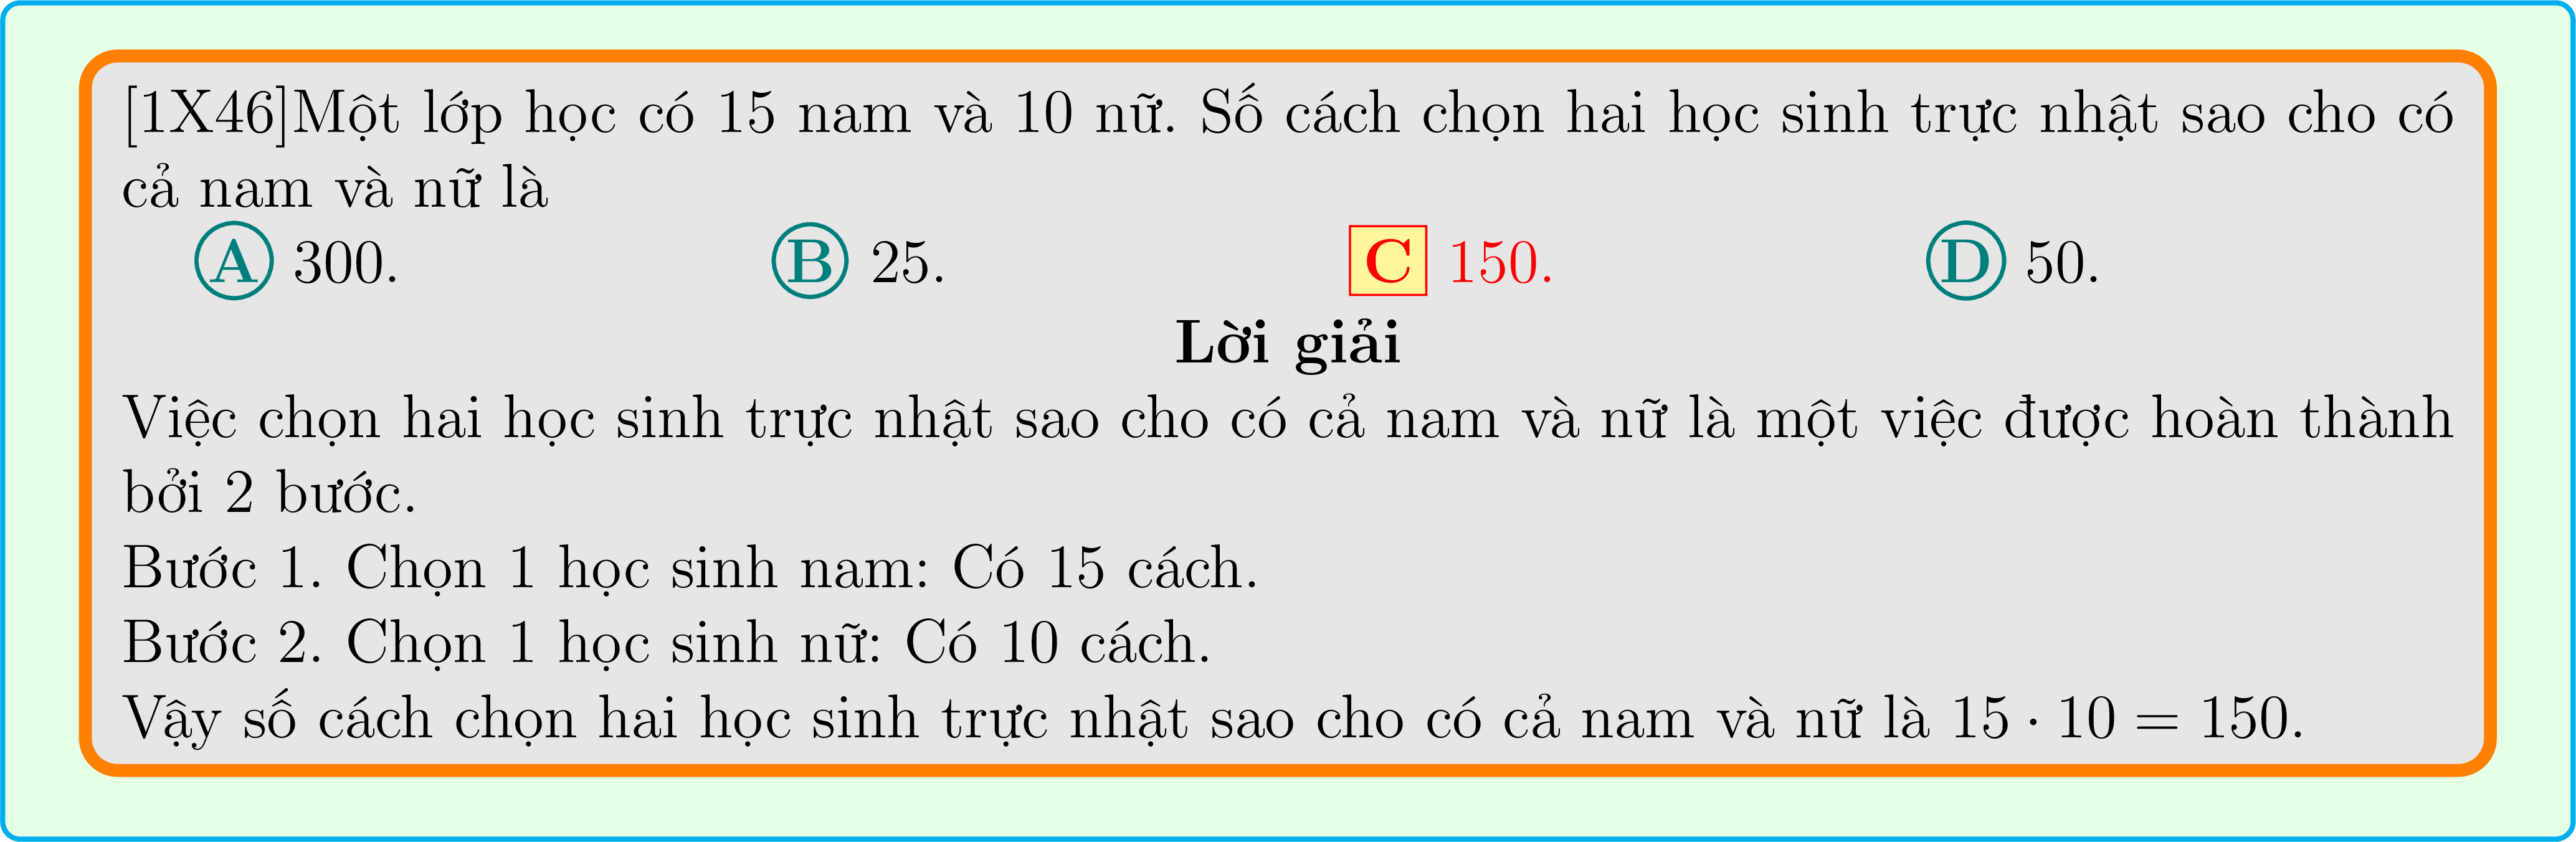 [1X46]Một lớp học có 15 nam và 10 nữ. Số cách chọn hai học sinh trực nhật sao cho có
cả nam và nữ là
A 300. B 25. C 150. D 50.
Lời giải
Việc chọn hai học sinh trực nhật sao cho có cả nam và nữ là một việc được hoàn thành
bởi 2 bước.
Bước 1. Chọn 1 học sinh nam: Có 15 cách.
Bước 2. Chọn 1 học sinh nữ: Có 10 cách.
Vậy số cách chọn hai học sinh trực nhật sao cho có cả nam và nữ là 15 · 10 = 150.